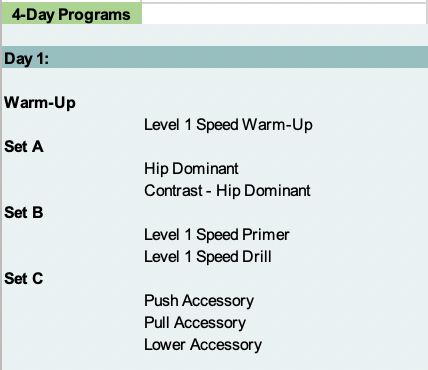 4-Day Programs
Day 1:
Warm-Up
Level 1 Speed Warm-Up
Set A
Hip Dominant
Contrast - Hip Dominant
Set B
Level 1 Speed Primer
Level 1 Speed Drill
Set C
Push Accessory
Pull Accessory
Lower Accessory